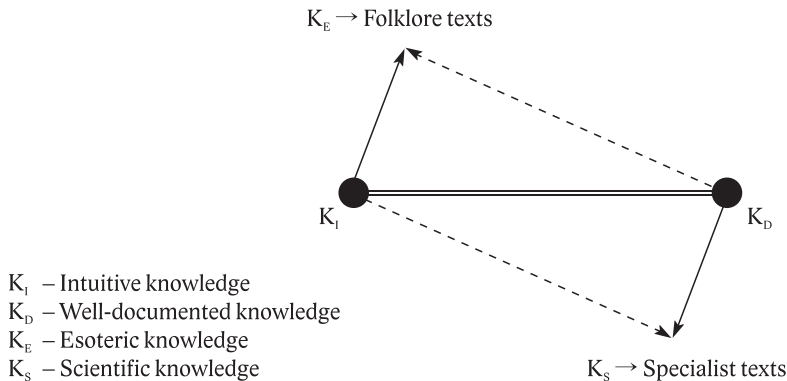 K_E → Folklore texts
K_I
K_D
K_I – Intuitive knowledge
K_D – Well-documented knowledge
K_E – Esoteric knowledge
K_S – Scientific knowledge
K_S → Specialist texts